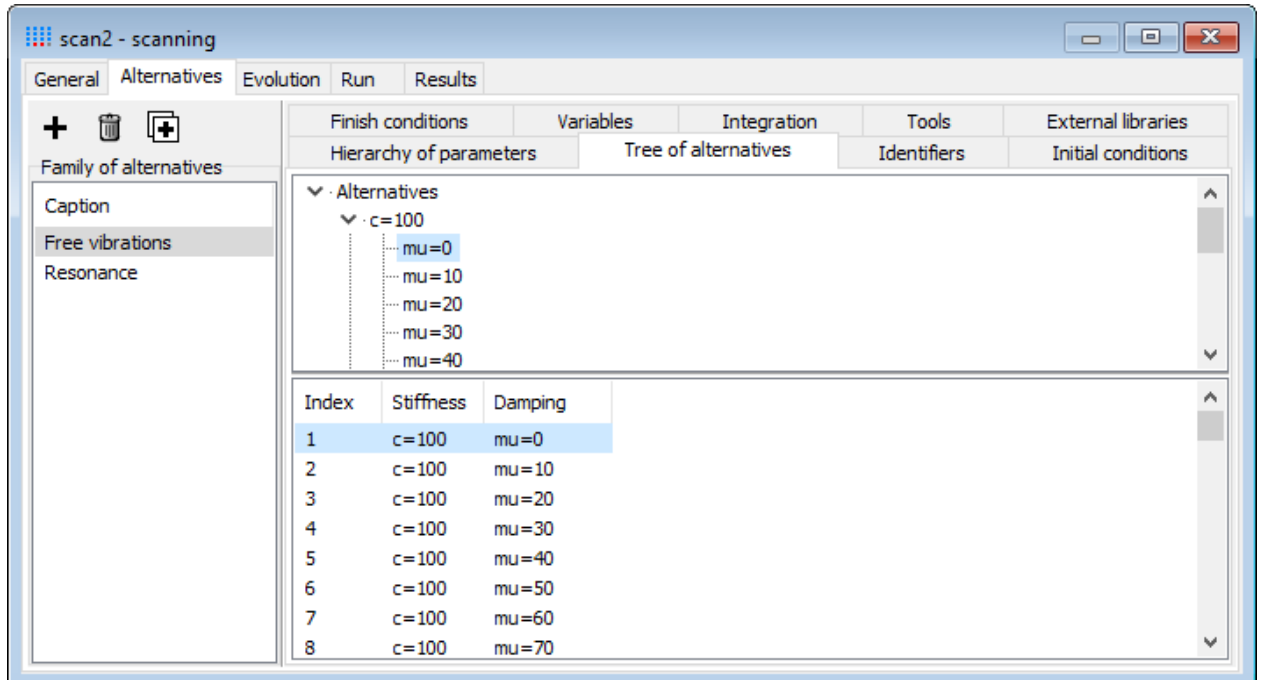 scan2 - scanning
General Alternatives Evolution Run Results
Family of alternatives
Caption
Free vibrations
Resonance
Finish conditions Variables Integration Tools External libraries
Hierarchy of parameters Tree of alternatives Identifiers Initial conditions
Alternatives
c=100
mu=0
mu=10
mu=20
mu=30
mu=40
Index Stiffness Damping
1 c=100 mu=0
2 c=100 mu=10
3 c=100 mu=20
4 c=100 mu=30
5 c=100 mu=40
6 c=100 mu=50
7 c=100 mu=60
8 c=100 mu=70